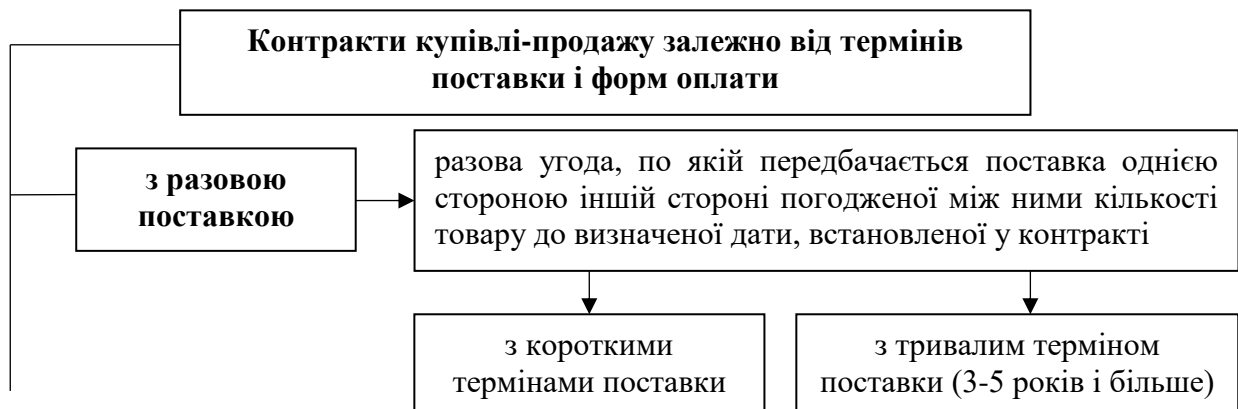 Контракти купівлі-продажу залежно від термінів
поставки і форм оплати
з разовою
поставкою
разова угода, по якій передбачається поставка однією
стороною іншій стороні погодженої між ними кількості
товару до визначеної дати, встановленої у контракті
з короткими
термінами поставки
з тривалим терміном
поставки (3-5 років і більше)